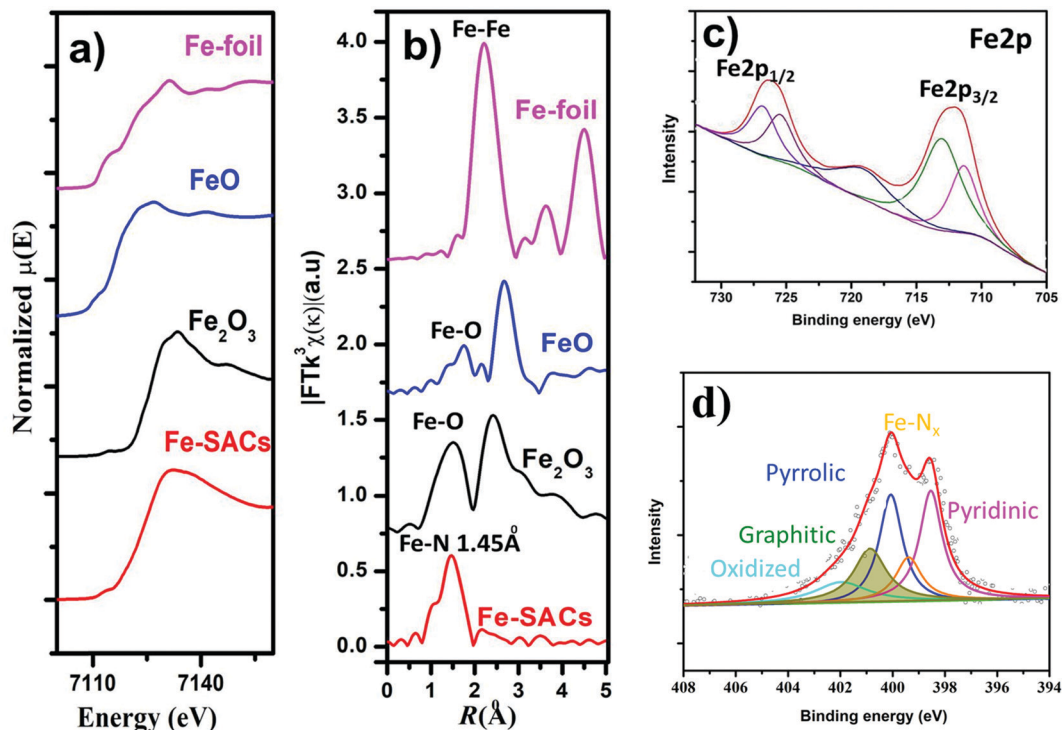 a)
Fe-foil
FeO
Fe₂O₃
Fe-SACs
Normalized μ(E)
7110 7140
Energy (eV)
b)
Fe-Fe
Fe-foil
Fe-O
FeO
Fe-O
Fe₂O₃
Fe-N 1.45Å
Fe-SACs
|FTk³χ(κ)|(a.u)
4.0
3.5
3.0
2.5
2.0
1.5
1.0
0.5
0.0
0 1 2 3 4 5
R(Å)
c)
Fe2p
Fe2p₁/₂
Fe2p₃/₂
Intensity
730 725 720 715 710 705
Binding energy (eV)
d)
Fe-Nₓ
Pyrrolic
Pyridinic
Graphitic
Oxidized
Intensity
408 406 404 402 400 398 396 394
Binding energy (eV)